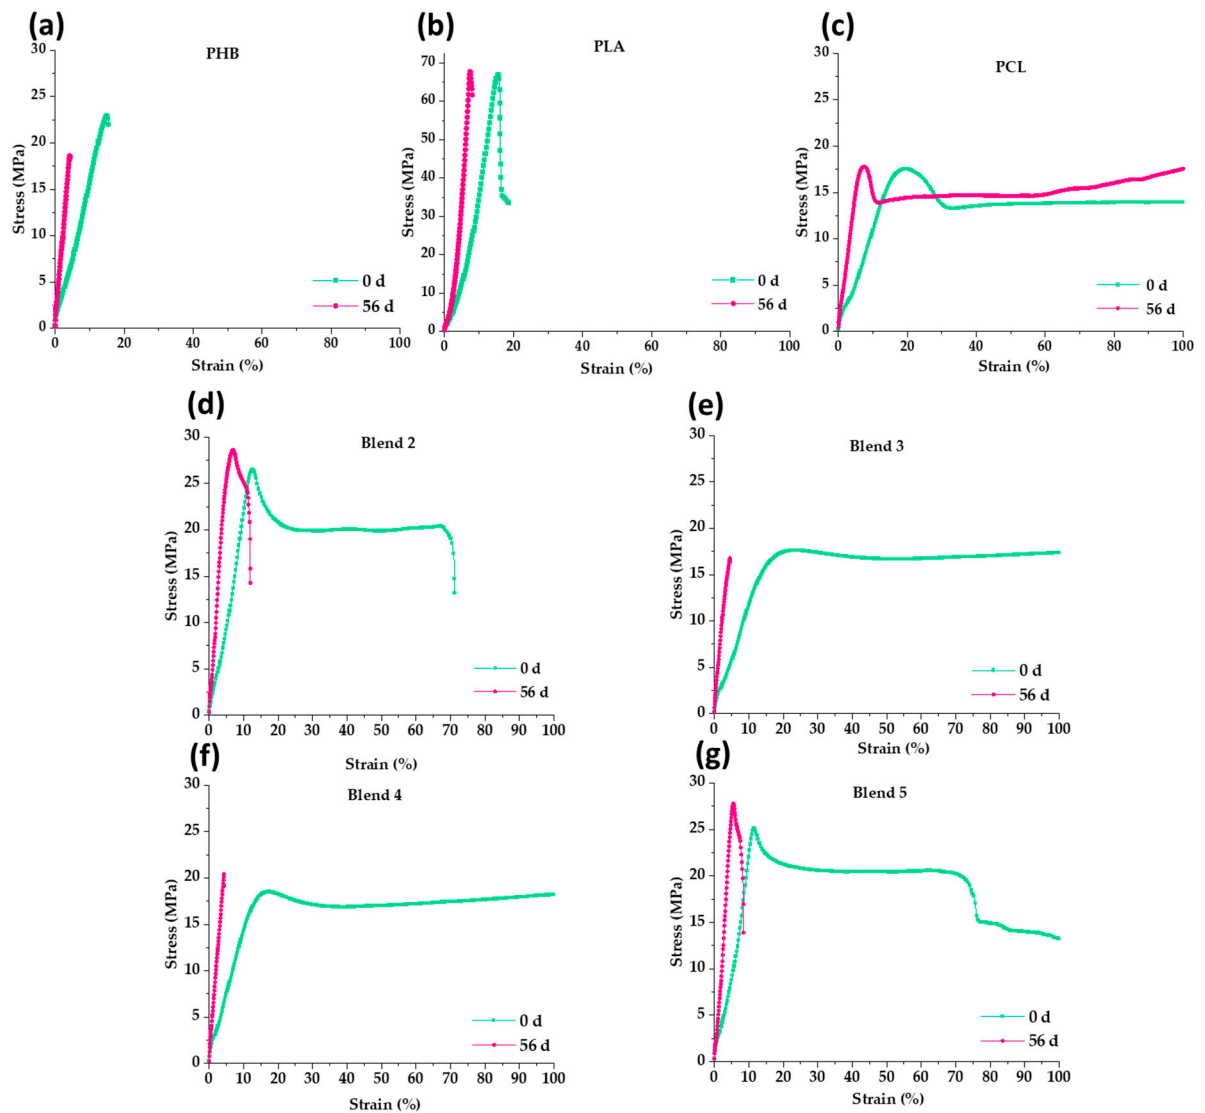 (a)
PHB
30
25
20
15
10
5
0
Stress (MPa)
0 20 40 60 80 100
Strain (%)
0 d
56 d
(b)
PLA
70
60
50
40
30
20
10
0
Stress (MPa)
0 20 40 60 80 100
Strain (%)
0 d
56 d
(c)
PCL
30
25
20
15
10
5
0
Stress (MPa)
0 20 40 60 80 100
Strain (%)
0 d
56 d
(d)
Blend 2
30
25
20
15
10
5
0
Stress (MPa)
0 10 20 30 40 50 60 70 80 90 100
Strain (%)
0 d
56 d
(e)
Blend 3
30
25
20
15
10
5
0
Stress (MPa)
0 10 20 30 40 50 60 70 80 90 100
Strain (%)
0 d
56 d
(f)
Blend 4
30
25
20
15
10
5
0
Stress (MPa)
0 10 20 30 40 50 60 70 80 90 100
Strain (%)
0 d
56 d
(g)
Blend 5
30
25
20
15
10
5
0
Stress (MPa)
0 10 20 30 40 50 60 70 80 90 100
Strain (%)
0 d
56 d